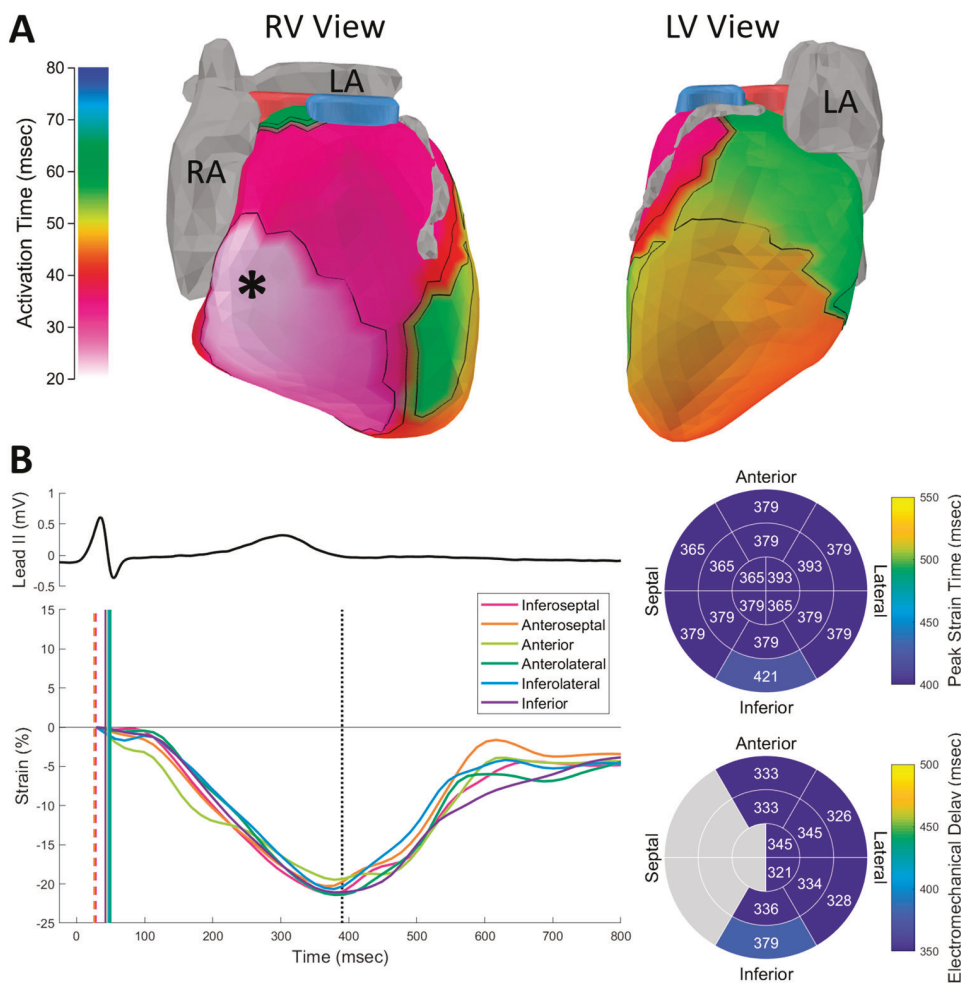 A
RV View
LV View
Activation Time (msec)
80
70
60
50
40
30
20
LA
RA
*
LA
B
Lead II (mV)
1
0.5
0
-0.5
Strain (%)
15
10
5
0
-5
-10
-15
-20
-25
Inferoseptal
Anteroseptal
Anterior
Anterolateral
Inferolateral
Inferior
0 100 200 300 400 500 600 700 800
Time (msec)
Anterior
Septal
Lateral
Inferior
379
379
365 379
365 393
365 393
379 365
379 379
379 379
379
421
Peak Strain Time (msec)
550
500
450
400
Anterior
Septal
Lateral
Inferior
333
333
326
345
345
321
334
328
336
379
Electromechanical Delay (msec)
500
450
400
350